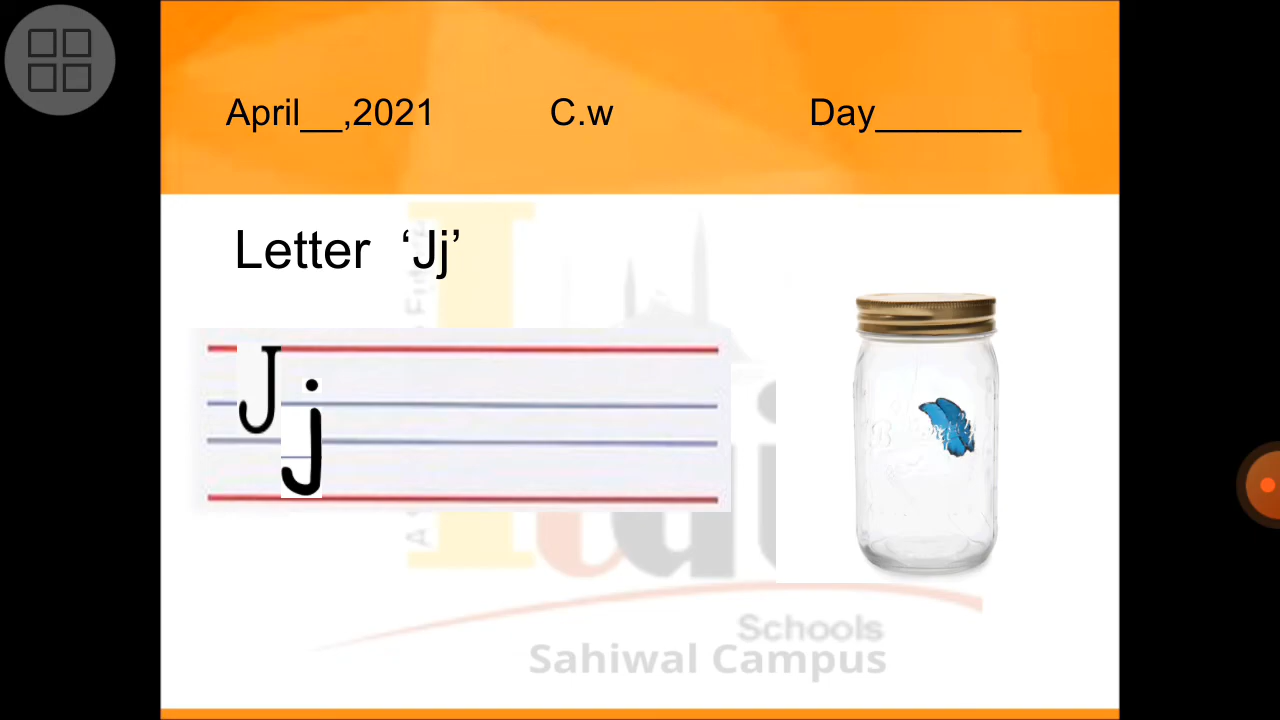 April__,2021 C.w Day_______
Letter ‘Jj’
J j
Schools
Sahiwal Campus